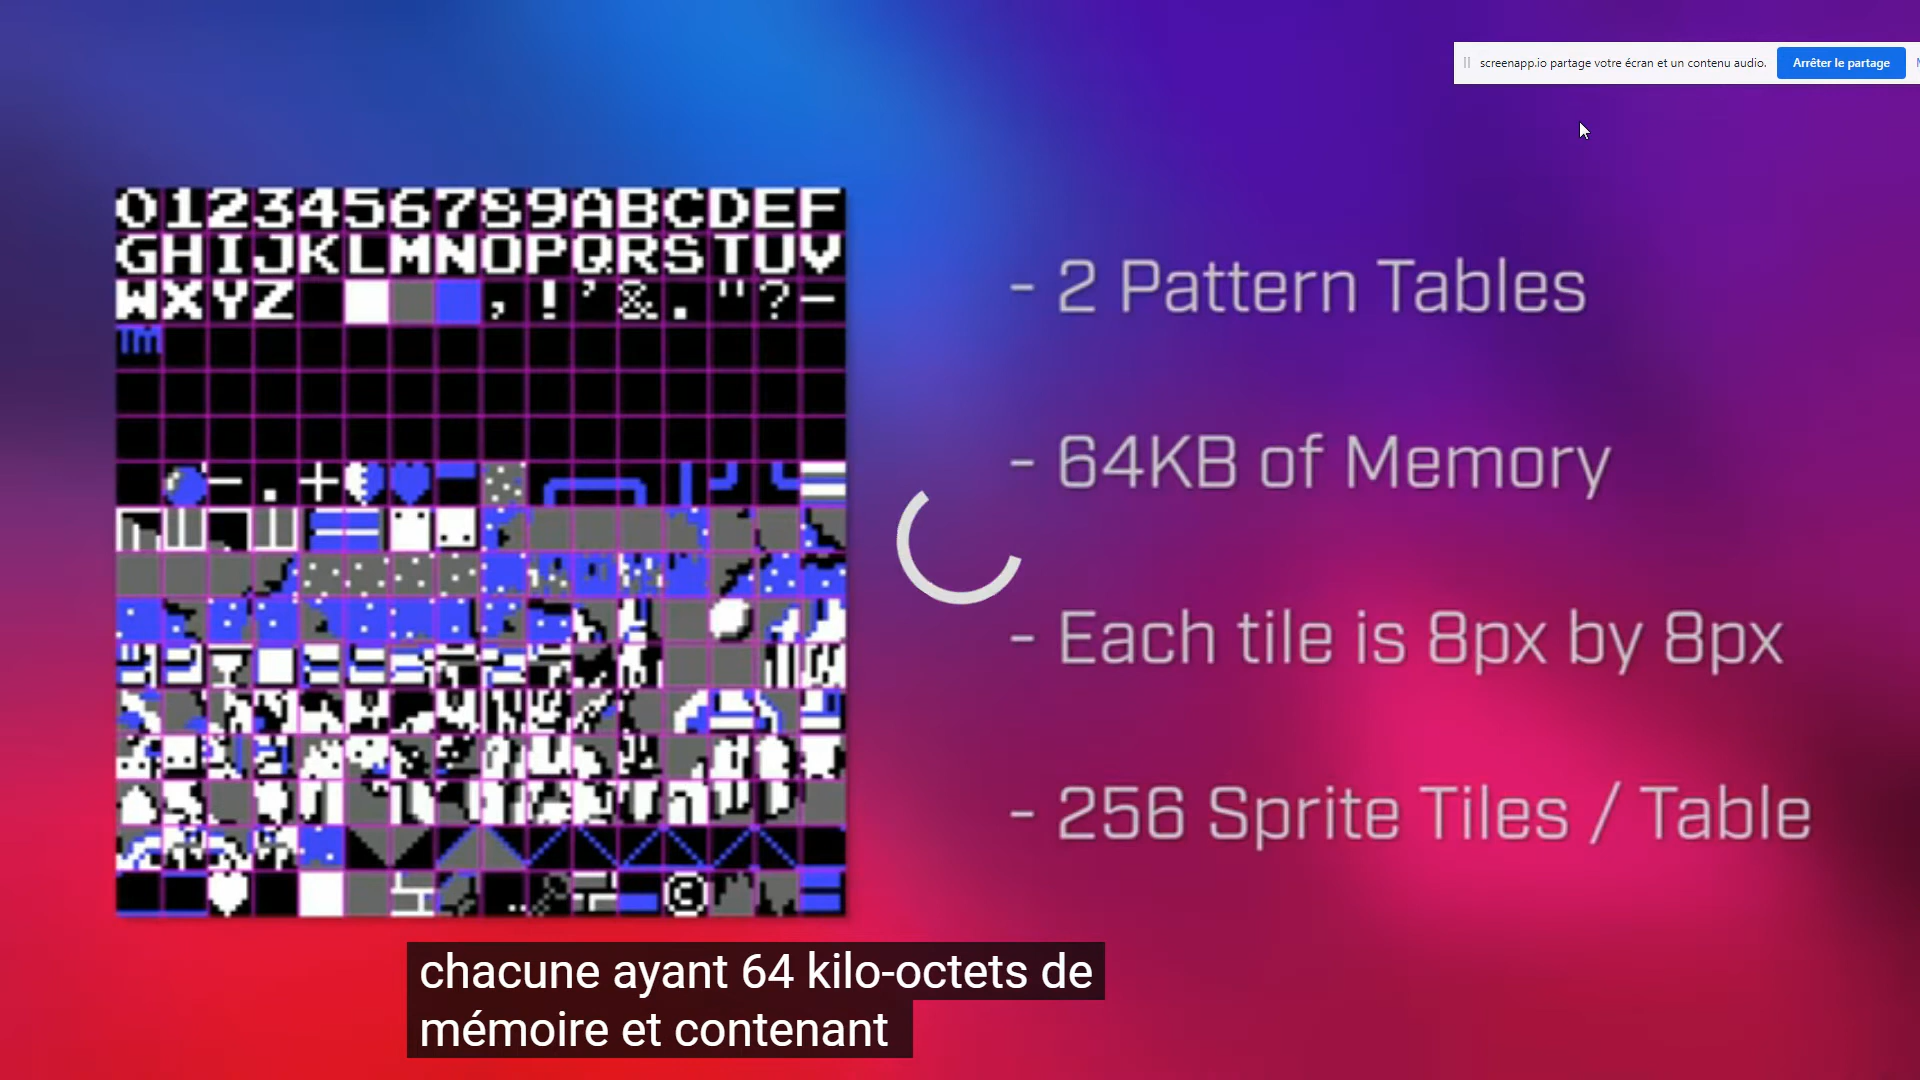 screenapp.io partage votre écran et un contenu audio.
Arrêter le partage
0123456789ABCDEF
GHIJKLMNOPQRSTUV
WXYZ ,!'&."?-
TM
©
- 2 Pattern Tables
- 64KB of Memory
- Each tile is 8px by 8px
- 256 Sprite Tiles / Table
chacune ayant 64 kilo-octets de
mémoire et contenant